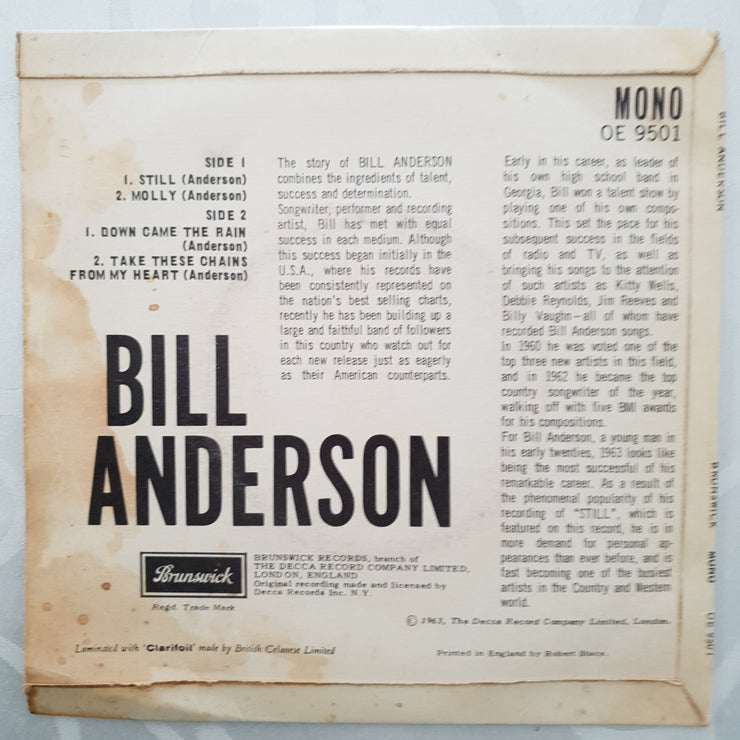 MONO
OE 9501
SIDE 1
1. STILL (Anderson)
2. MOLLY (Anderson)
SIDE 2
1. DOWN CAME THE RAIN
(Anderson)
2. TAKE THESE CHAINS
FROM MY HEART (Anderson)
The story of BILL ANDERSON
combines the ingredients of talent,
success and determination.
Songwriter, performer and recording
artist, Bill has met with equal
success in each medium. Although
this success began initially in the
U.S.A., where his records have
been consistently represented on
the nation's best selling charts,
recently he has been building up a
large and faithful band of followers
in this country who watch out for
each new release just as eagerly
as their American counterparts.
Early in his career, as leader of
his own high school band in
Georgia, Bill won a talent show by
playing one of his own compo-
sitions. This set the pace for his
subsequent success in the fields
of radio and TV, as well as
bringing his songs to the attention
of such artists as Kitty Wells,
Debbie Reynolds, Jim Reeves and
Billy Vaughn—all of whom have
recorded Bill Anderson songs.
In 1960 he was voted one of the
top three new artists in this field,
and in 1962 he became the top
country songwriter of the year,
walking off with five BMI awards
for his compositions.
For Bill Anderson, a young man in
his early twenties, 1963 looks like
being the most successful of his
remarkable career. As a result of
the phenomenal popularity of his
recording of "STILL", which is
featured on this record, he is in
more demand for personal ap-
pearances than ever before, and is
fast becoming one of the busiest
artists in the Country and Western
world.
BILL
ANDERSON
Brunswick
Regd. Trade Mark
BRUNSWICK RECORDS, branch of
THE DECCA RECORD COMPANY LIMITED,
LONDON, ENGLAND
Original recording made and licensed by
Decca Records Inc. N.Y.
© 1963, The Decca Record Company Limited, London.
Laminated with 'Clarifoil' made by British Celanese Limited
Printed in England by Robert Stace.
BILL ANDERSON
BRUNSWICK MONO OE 9501